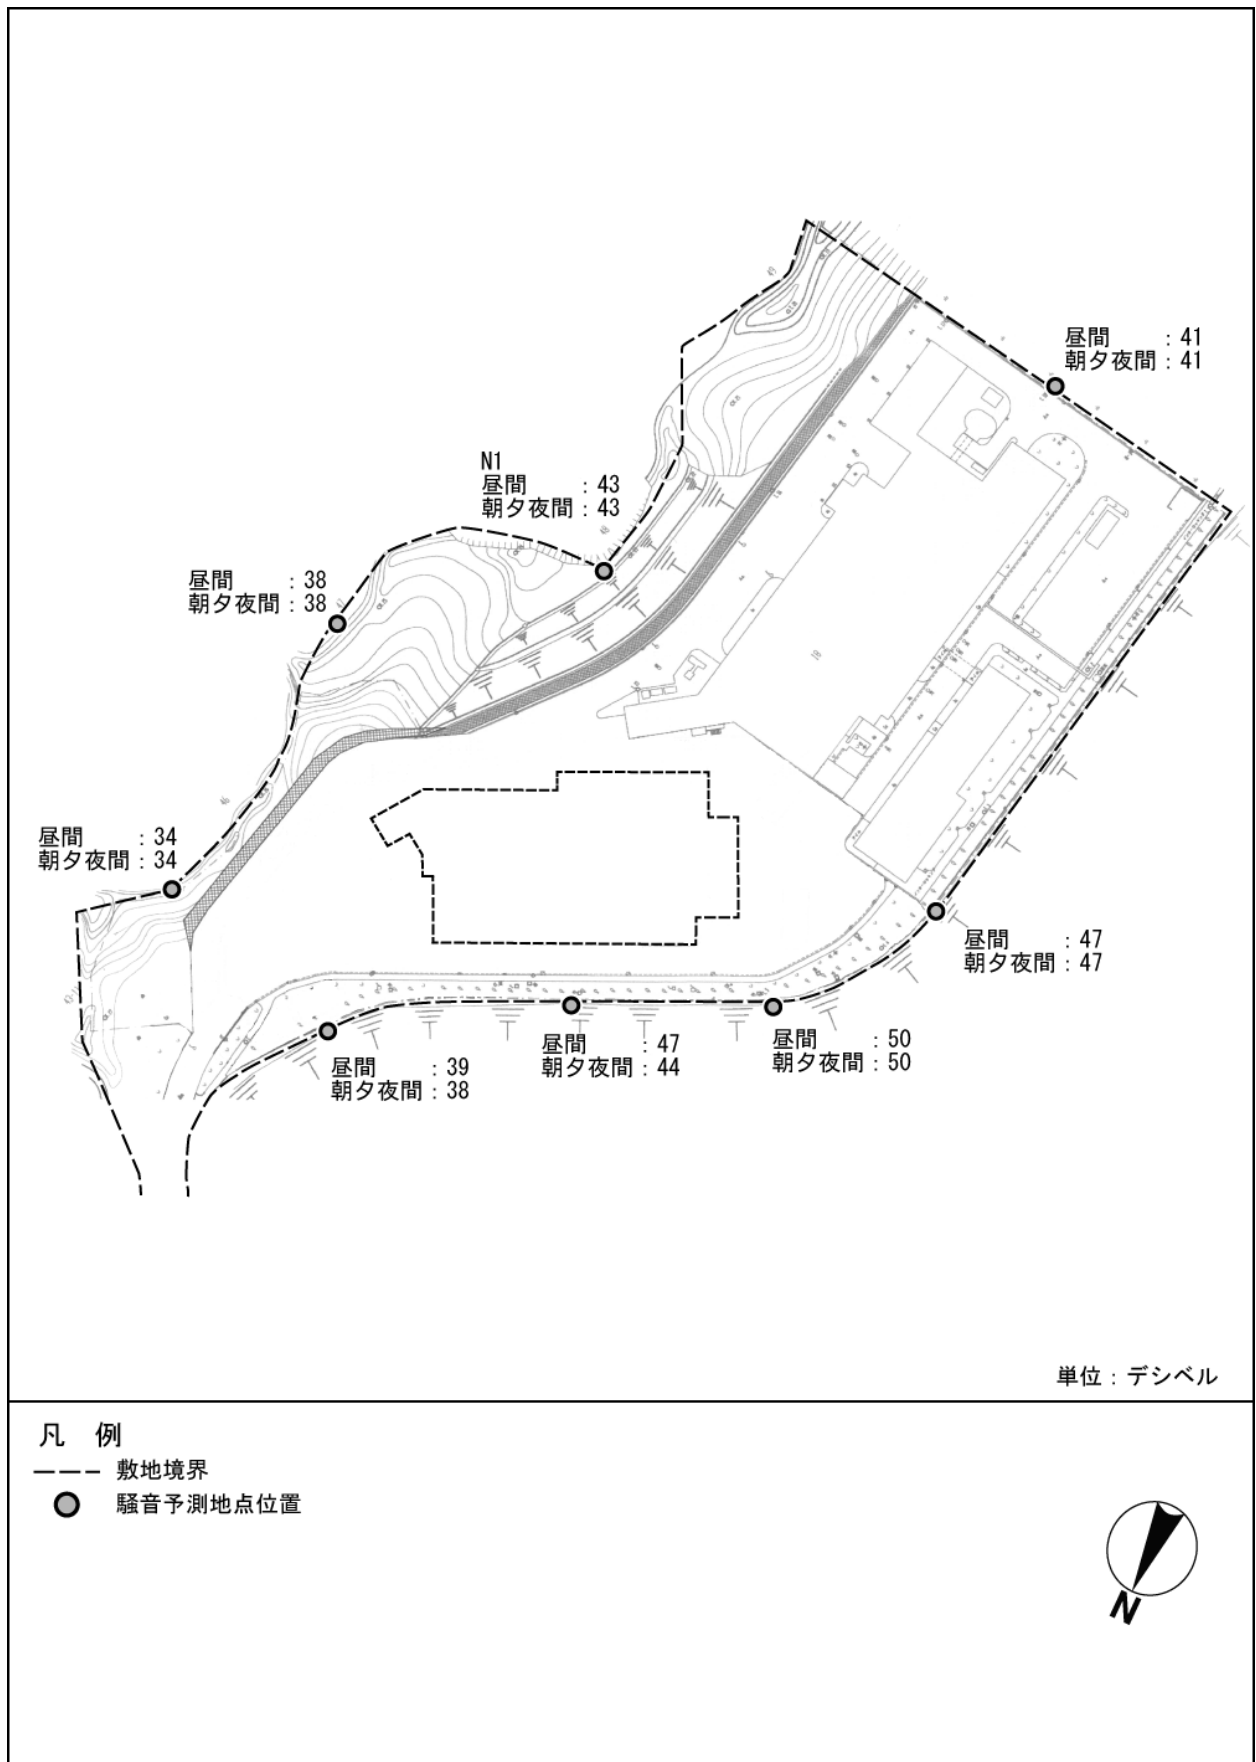 昼間　　：41
朝夕夜間：41
N1
昼間　　：43
朝夕夜間：43
昼間　　：38
朝夕夜間：38
昼間　　：34
朝夕夜間：34
昼間　　：47
朝夕夜間：47
昼間　　：50
朝夕夜間：50
昼間　　：47
朝夕夜間：44
昼間　　：39
朝夕夜間：38
単位：デシベル
凡　例
敷地境界
騒音予測地点位置
N